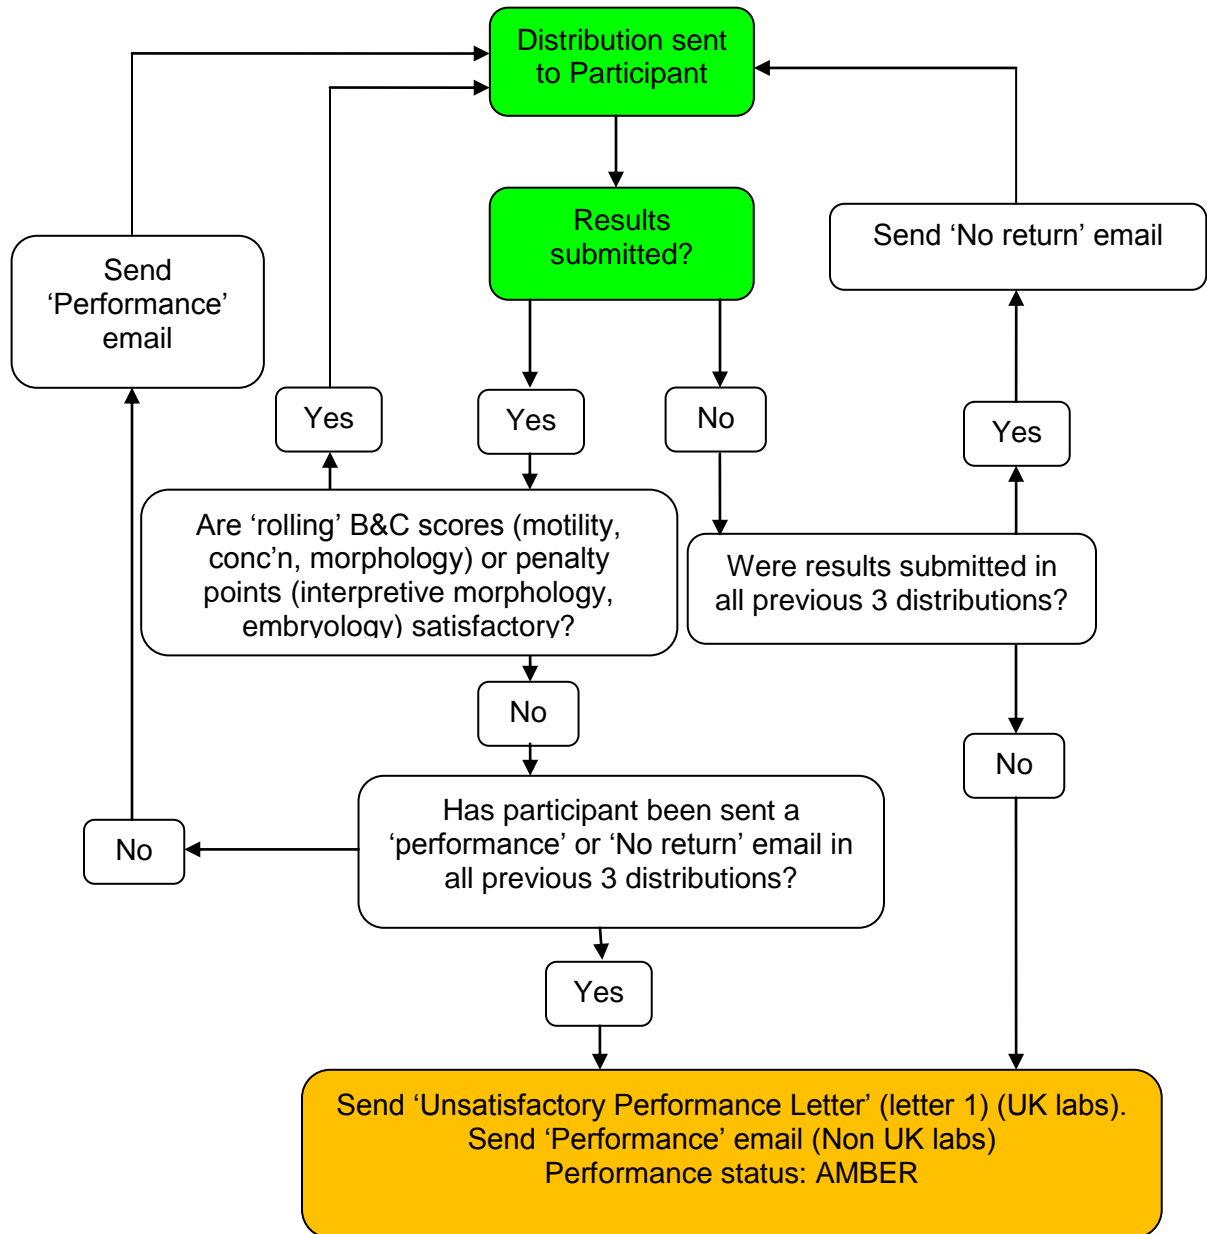 Distribution sent
to Participant
Results
submitted?
Send ‘No return’ email
Send
‘Performance’
email
Yes
Yes
No
Yes
Are ‘rolling’ B&C scores (motility,
conc’n, morphology) or penalty
points (interpretive morphology,
embryology) satisfactory?
Were results submitted in
all previous 3 distributions?
No
No
Has participant been sent a
‘performance’ or ‘No return’ email in
all previous 3 distributions?
No
Yes
Send ‘Unsatisfactory Performance Letter’ (letter 1) (UK labs).
Send ‘Performance’ email (Non UK labs)
Performance status: AMBER